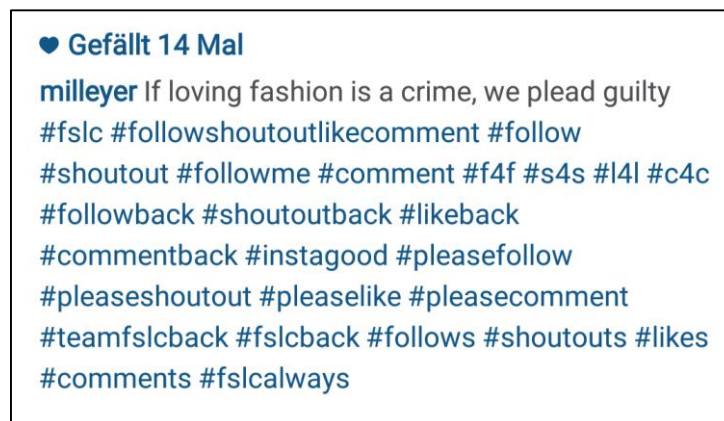 Gefällt 14 Mal
milleyer If loving fashion is a crime, we plead guilty
#fslc #followshoutoutlikecomment #follow
#shoutout #followme #comment #f4f #s4s #l4l #c4c
#followback #shoutoutback #likeback
#commentback #instagood #pleasefollow
#pleaseshoutout #pleaselike #pleasecomment
#teamfslcback #fslcback #follows #shoutouts #likes
#comments #fslcalways